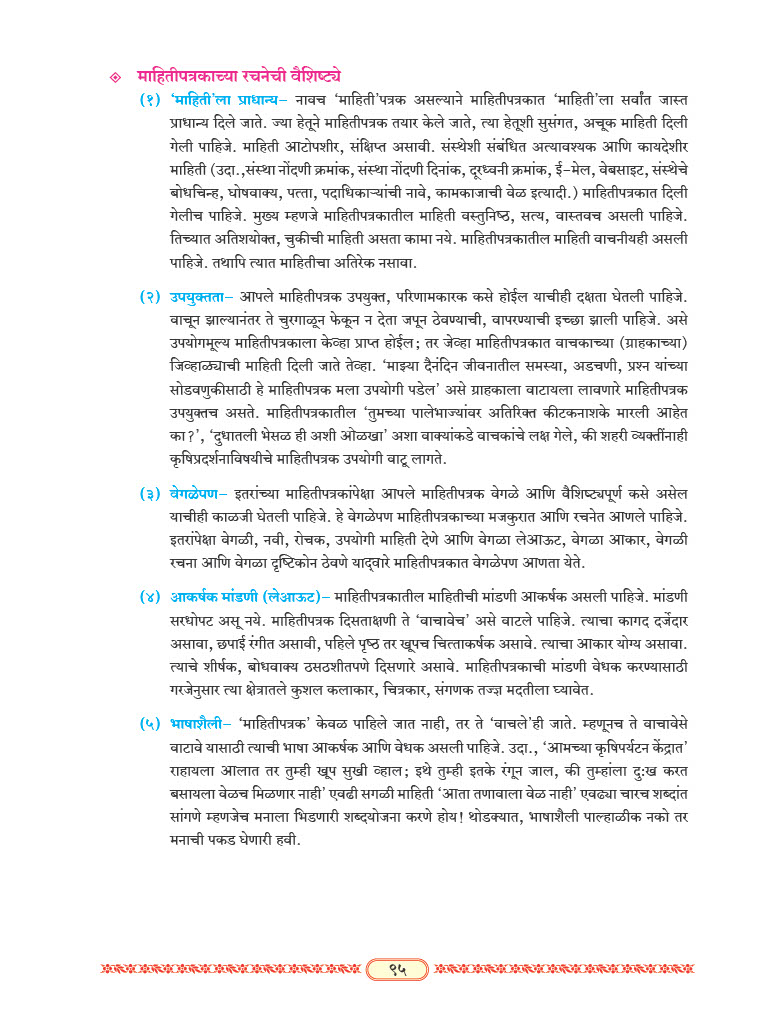 माहितीपत्रकाच्या रचनेची वैशिष्ट्ये
(१) ‘माहिती’ला प्राधान्य– नावच ‘माहिती’पत्रक असल्याने माहितीपत्रकात ‘माहिती’ला सर्वांत जास्त
प्राधान्य दिले जाते. ज्या हेतूने माहितीपत्रक तयार केले जाते, त्या हेतूशी सुसंगत, अचूक माहिती दिली
गेली पाहिजे. माहिती आटोपशीर, संक्षिप्त असावी. संस्थेशी संबंधित अत्यावश्यक आणि कायदेशीर
माहिती (उदा.,संस्था नोंदणी क्रमांक, संस्था नोंदणी दिनांक, दूरध्वनी क्रमांक, ई-मेल, वेबसाइट, संस्थेचे
बोधचिन्ह, घोषवाक्य, पत्ता, पदाधिकाऱ्यांची नावे, कामकाजाची वेळ इत्यादी.) माहितीपत्रकात दिली
गेलीच पाहिजे. मुख्य म्हणजे माहितीपत्रकातील माहिती वस्तुनिष्ठ, सत्य, वास्तवच असली पाहिजे.
तिच्यात अतिशयोक्त, चुकीची माहिती असता कामा नये. माहितीपत्रकातील माहिती वाचनीयही असली
पाहिजे. तथापि त्यात माहितीचा अतिरेक नसावा.
(२) उपयुक्तता– आपले माहितीपत्रक उपयुक्त, परिणामकारक कसे होईल याचीही दक्षता घेतली पाहिजे.
वाचून झाल्यानंतर ते चुरगाळून फेकून न देता जपून ठेवण्याची, वापरण्याची इच्छा झाली पाहिजे. असे
उपयोगमूल्य माहितीपत्रकाला केव्हा प्राप्त होईल; तर जेव्हा माहितीपत्रकात वाचकाच्या (ग्राहकाच्या)
जिव्हाळ्याची माहिती दिली जाते तेव्हा. ‘माझ्या दैनंदिन जीवनातील समस्या, अडचणी, प्रश्न यांच्या
सोडवणुकीसाठी हे माहितीपत्रक मला उपयोगी पडेल’ असे ग्राहकाला वाटायला लावणारे माहितीपत्रक
उपयुक्तच असते. माहितीपत्रकातील ‘तुमच्या पालेभाज्यांवर अतिरिक्त कीटकनाशके मारली आहेत
का?’, ‘दुधातली भेसळ ही अशी ओळखा’ अशा वाक्यांकडे वाचकांचे लक्ष गेले, की शहरी व्यक्तींनाही
कृषिप्रदर्शनाविषयीचे माहितीपत्रक उपयोगी वाटू लागते.
(३) वेगळेपण– इतरांच्या माहितीपत्रकांपेक्षा आपले माहितीपत्रक वेगळे आणि वैशिष्ट्यपूर्ण कसे असेल
याचीही काळजी घेतली पाहिजे. हे वेगळेपण माहितीपत्रकाच्या मजकुरात आणि रचनेत आणले पाहिजे.
इतरांपेक्षा वेगळी, नवी, रोचक, उपयोगी माहिती देणे आणि वेगळा लेआऊट, वेगळा आकार, वेगळी
रचना आणि वेगळा दृष्टिकोन ठेवणे याद्वारे माहितीपत्रकात वेगळेपण आणता येते.
(४) आकर्षक मांडणी (लेआऊट)– माहितीपत्रकातील माहितीची मांडणी आकर्षक असली पाहिजे. मांडणी
सरधोपट असू नये. माहितीपत्रक दिसताक्षणी ते ‘वाचावेच’ असे वाटले पाहिजे. त्याचा कागद दर्जेदार
असावा, छपाई रंगीत असावी, पहिले पृष्ठ तर खूपच चित्ताकर्षक असावे. त्याचा आकार योग्य असावा.
त्याचे शीर्षक, बोधवाक्य ठसठशीतपणे दिसणारे असावे. माहितीपत्रकाची मांडणी वेधक करण्यासाठी
गरजेनुसार त्या क्षेत्रातले कुशल कलाकार, चित्रकार, संगणक तज्ज्ञ मदतीला घ्यावेत.
(५) भाषाशैली– ‘माहितीपत्रक’ केवळ पाहिले जात नाही, तर ते ‘वाचले’ही जाते. म्हणूनच ते वाचावेसे
वाटावे यासाठी त्याची भाषा आकर्षक आणि वेधक असली पाहिजे. उदा., ‘आमच्या कृषिपर्यटन केंद्रात’
राहायला आलात तर तुम्ही खूप सुखी व्हाल; इथे तुम्ही इतके रंगून जाल, की तुम्हांला दु:ख करत
बसायला वेळच मिळणार नाही’ एवढी सगळी माहिती ‘आता तणावाला वेळ नाही’ एवढ्या चारच शब्दांत
सांगणे म्हणजेच मनाला भिडणारी शब्दयोजना करणे होय! थोडक्यात, भाषाशैली पाल्हाळीक नको तर
मनाची पकड घेणारी हवी.
९५